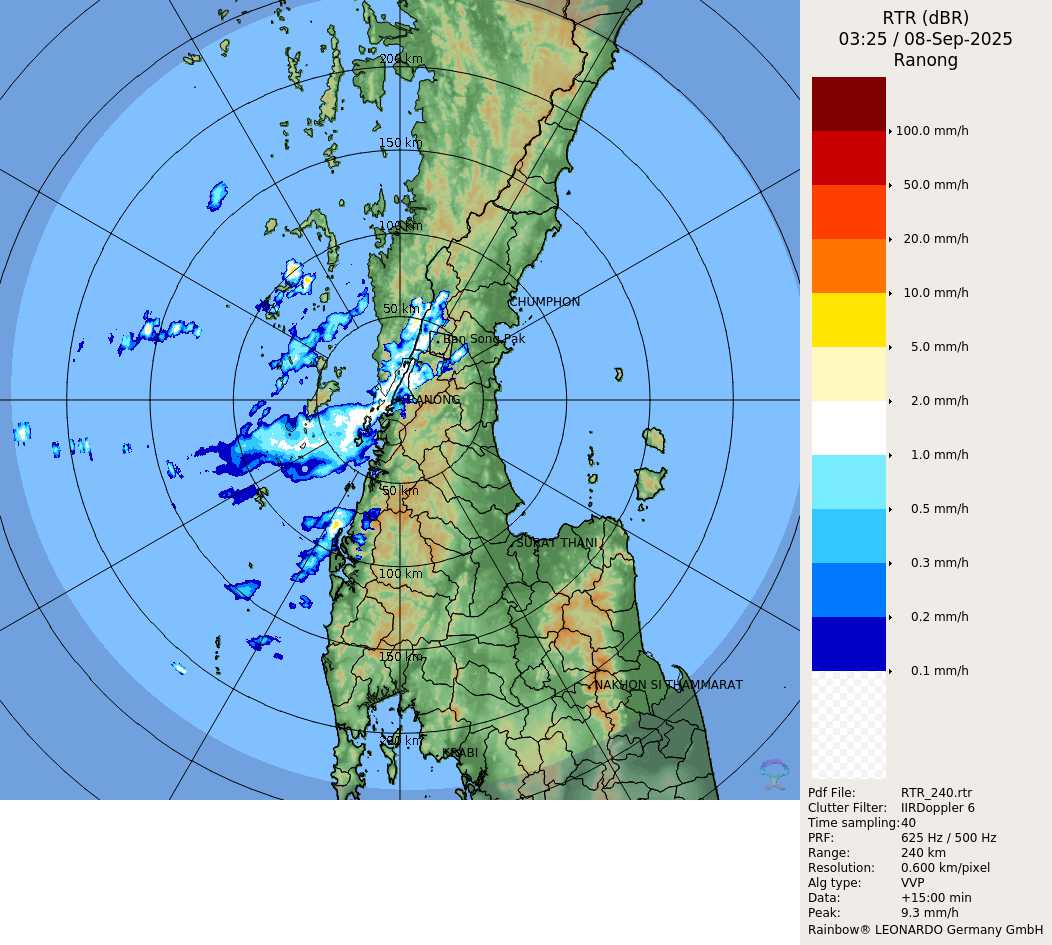 200 km
150 km
100 km
50 km
CHUMPHON
Ban Song Pak
RANONG
50 km
SURAT THANI
100 km
150 km
NAKHON SI THAMMARAT
200 km
KRABI
RTR (dBR)
03:25 / 08-Sep-2025
Ranong
100.0 mm/h
50.0 mm/h
20.0 mm/h
10.0 mm/h
5.0 mm/h
2.0 mm/h
1.0 mm/h
0.5 mm/h
0.3 mm/h
0.2 mm/h
0.1 mm/h
Pdf File: RTR_240.rtr
Clutter Filter: IIRDoppler 6
Time sampling: 40
PRF: 625 Hz / 500 Hz
Range: 240 km
Resolution: 0.600 km/pixel
Alg type: VVP
Data: +15:00 min
Peak: 9.3 mm/h
Rainbow® LEONARDO Germany GmbH